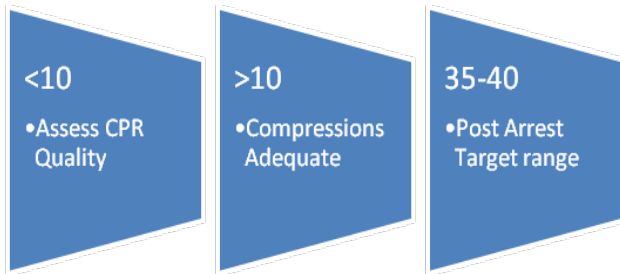 <10
•Assess CPR
Quality
>10
•Compressions
Adequate
35-40
•Post Arrest
Target range